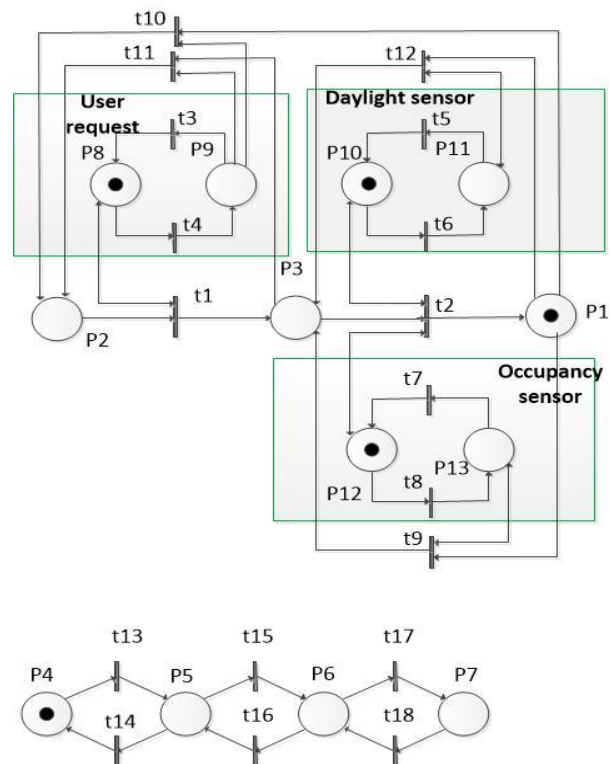 t10
t11
t12
User
request
Daylight sensor
t3
t5
P8
P9
P10
P11
t4
t6
P3
t1
t2
P1
P2
Occupancy
sensor
t7
P12
t8
P13
t9
t13
t15
t17
P4
P5
P6
P7
t14
t16
t18